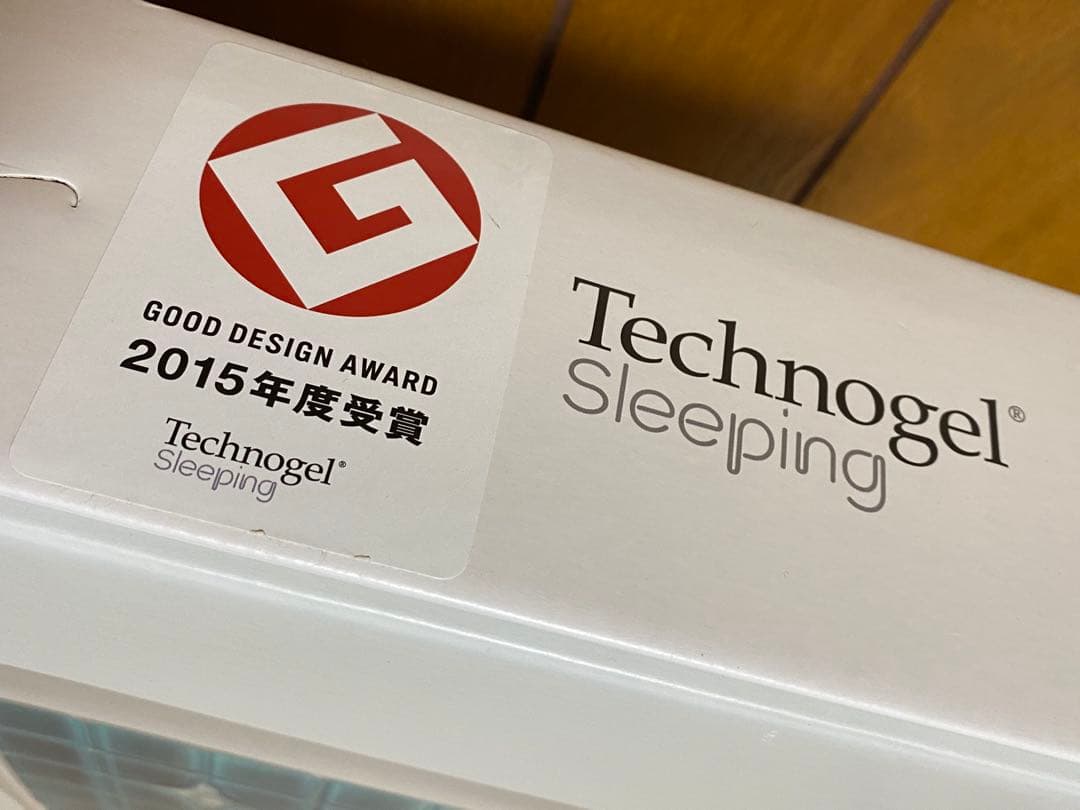 GOOD DESIGN AWARD
2015年度受賞
Technogel®
Sleeping
Technogel®
Sleeping